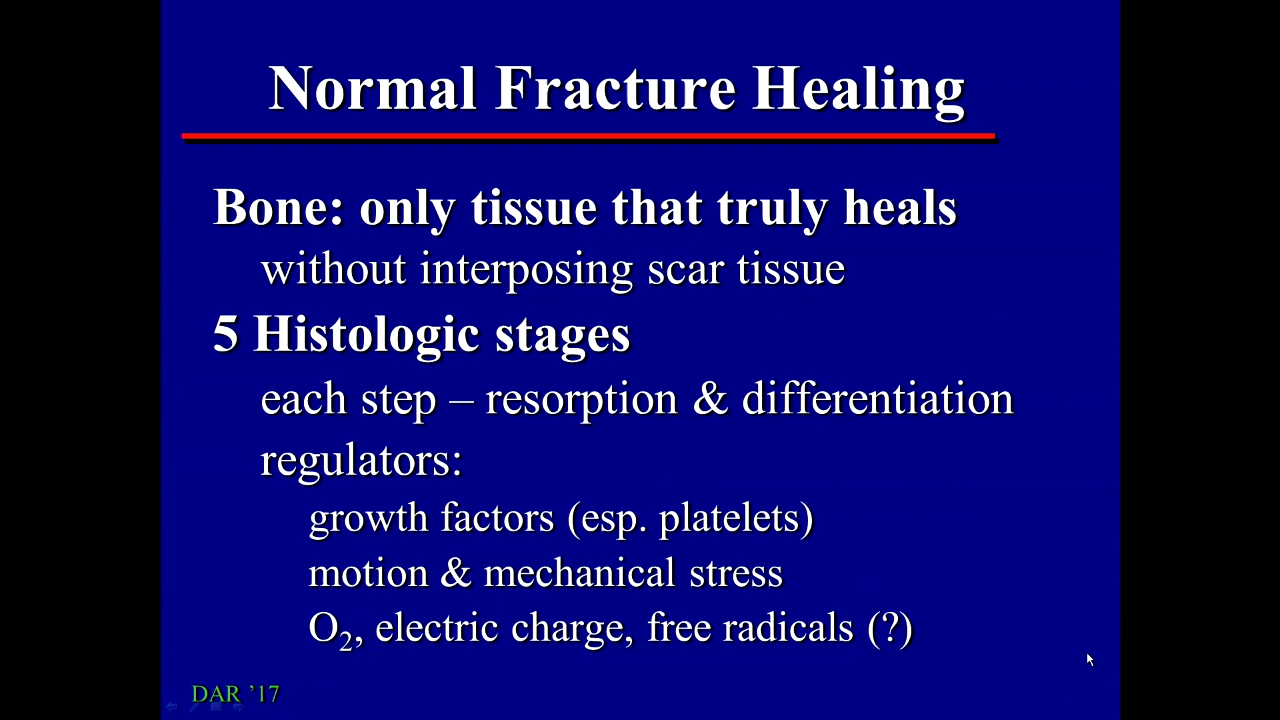 Normal Fracture Healing
Bone: only tissue that truly heals
without interposing scar tissue
5 Histologic stages
each step – resorption & differentiation
regulators:
growth factors (esp. platelets)
motion & mechanical stress
O₂, electric charge, free radicals (?)
DAR ’17